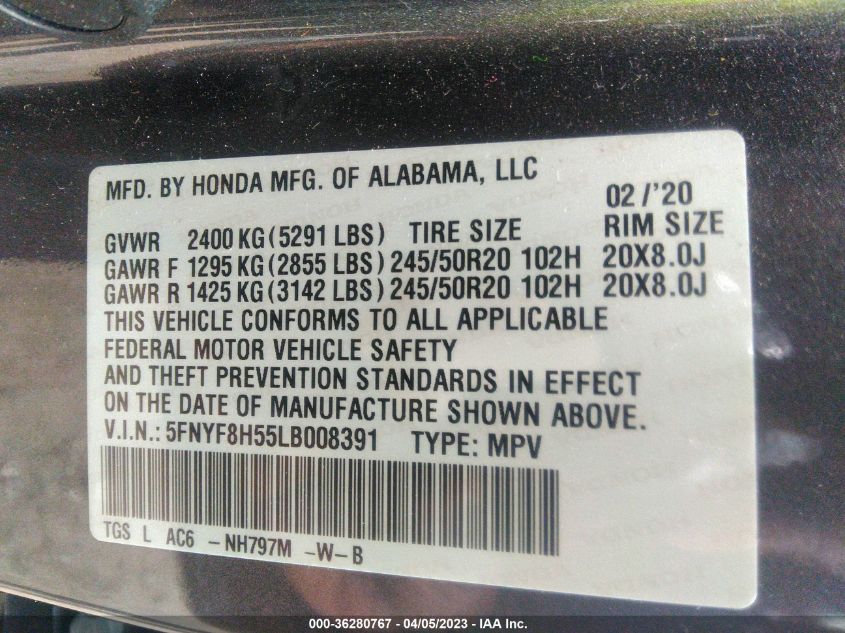 MFD. BY HONDA MFG. OF ALABAMA, LLC 02/'20
GVWR 2400 KG (5291 LBS) TIRE SIZE RIM SIZE
GAWR F 1295 KG (2855 LBS) 245/50R20 102H 20X8.0J
GAWR R 1425 KG (3142 LBS) 245/50R20 102H 20X8.0J
THIS VEHICLE CONFORMS TO ALL APPLICABLE
FEDERAL MOTOR VEHICLE SAFETY
AND THEFT PREVENTION STANDARDS IN EFFECT
ON THE DATE OF MANUFACTURE SHOWN ABOVE.
V.I.N.: 5FNYF8H55LB008391 TYPE: MPV
TGS L AC6 - NH797M -W-B
000-36280767 - 04/05/2023 - IAA Inc.